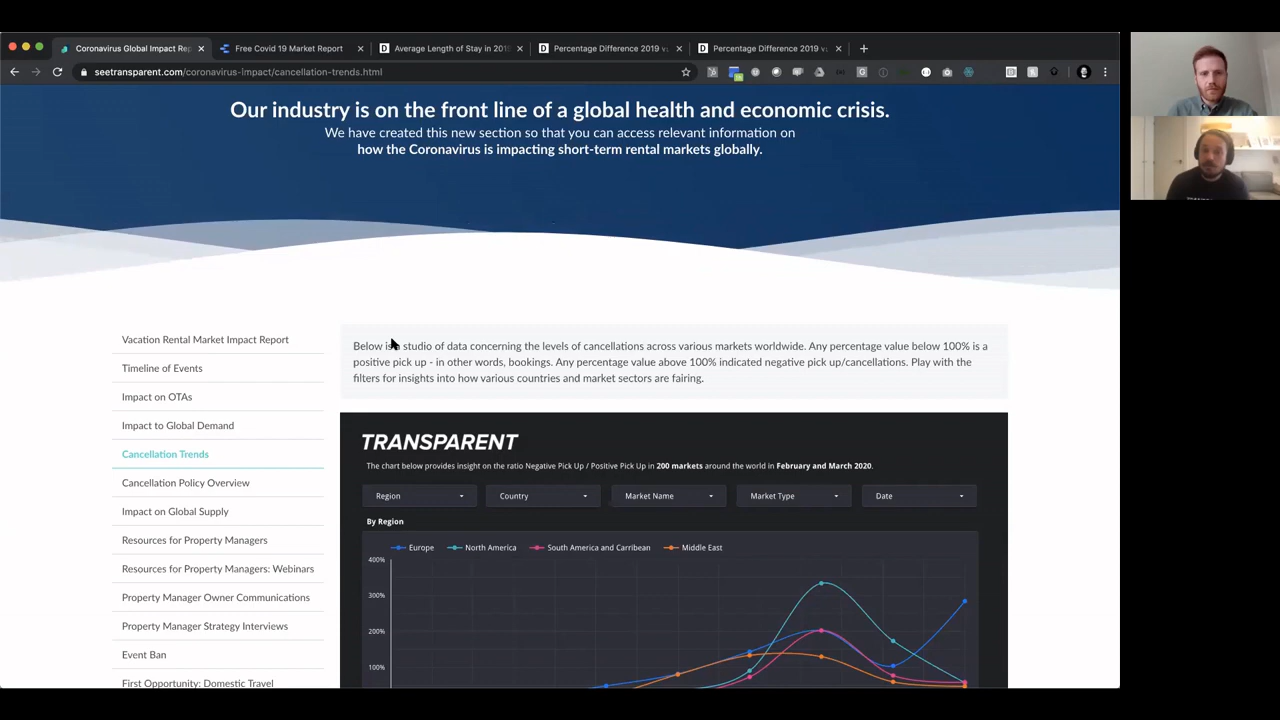 Coronavirus Global Impact Rep
Free Covid 19 Market Report
Average Length of Stay in 201
Percentage Difference 2019 v
Percentage Difference 2019 v
seetransparent.com/coronavirus-impact/cancellation-trends.html
Our industry is on the front line of a global health and economic crisis.
We have created this new section so that you can access relevant information on
how the Coronavirus is impacting short-term rental markets globally.
Vacation Rental Market Impact Report
Timeline of Events
Impact on OTAs
Impact to Global Demand
Cancellation Trends
Cancellation Policy Overview
Impact on Global Supply
Resources for Property Managers
Resources for Property Managers: Webinars
Property Manager Owner Communications
Property Manager Strategy Interviews
Event Ban
First Opportunity: Domestic Travel
Below is a studio of data concerning the levels of cancellations across various markets worldwide. Any percentage value below 100% is a
positive pick up - in other words, bookings. Any percentage value above 100% indicated negative pick up/cancellations. Play with the
filters for insights into how various countries and market sectors are fairing.
TRANSPARENT
The chart below provides insight on the ratio Negative Pick Up / Positive Pick Up in 200 markets around the world in February and March 2020.
Region
Country
Market Name
Market Type
Date
By Region
Europe
North America
South America and Carribean
Middle East
400%
300%
200%
100%